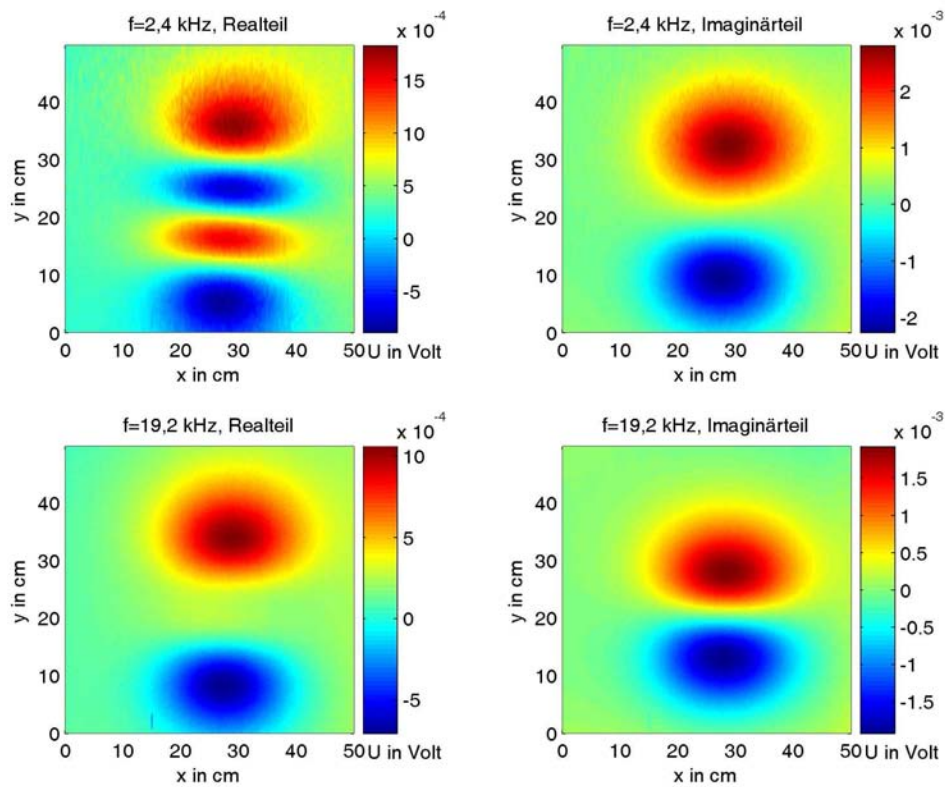 f=2,4 kHz, Realteil
x 10-4
y in cm
40
30
20
10
0
0 10 20 30 40 50
x in cm
15
10
5
0
-5
U in Volt
f=2,4 kHz, Imaginärteil
x 10-3
y in cm
40
30
20
10
0
0 10 20 30 40 50
x in cm
2
1
0
-1
-2
U in Volt
f=19,2 kHz, Realteil
x 10-4
y in cm
40
30
20
10
0
0 10 20 30 40 50
x in cm
10
5
0
-5
U in Volt
f=19,2 kHz, Imaginärteil
x 10-3
y in cm
40
30
20
10
0
0 10 20 30 40 50
x in cm
1.5
1
0.5
0
-0.5
-1
-1.5
U in Volt